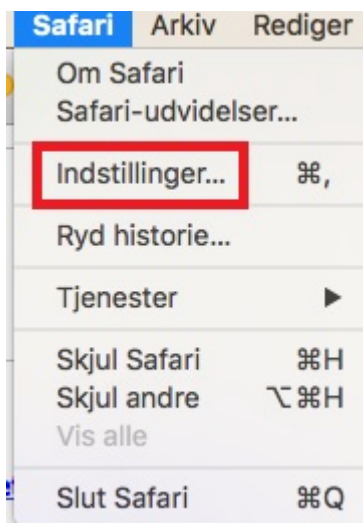 Safari Arkiv Rediger
Om Safari
Safari-udvidelser...
Indstillinger... ⌘,
Ryd historie...
Tjenester ▶
Skjul Safari ⌘H
Skjul andre ⌥⌘H
Vis alle
Slut Safari ⌘Q